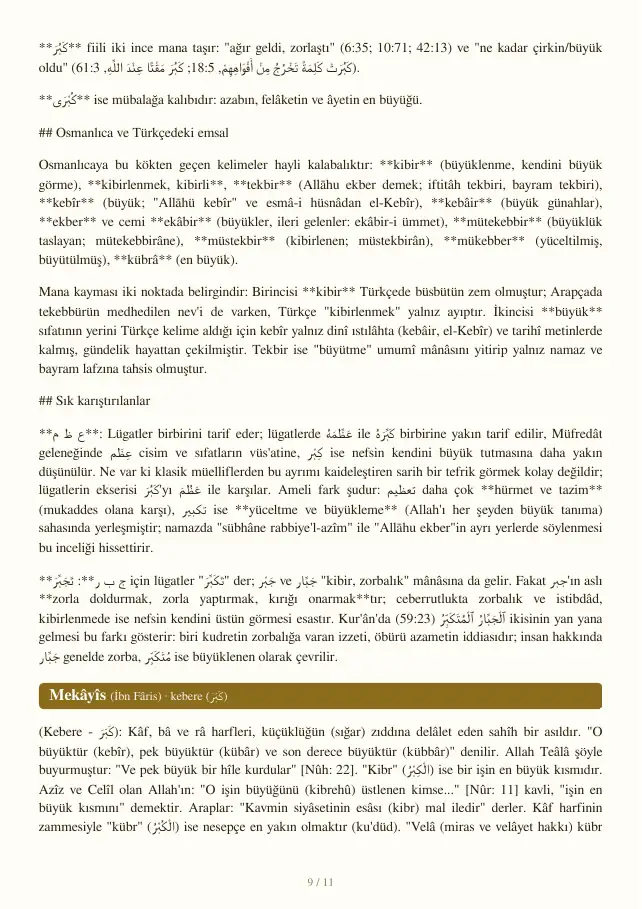 **كَبُرَ** fiili iki ince mana taşır: "ağır geldi, zorlaştı" (6:35; 10:71; 42:13) ve "ne kadar çirkin/büyük
oldu" (61:3 ,كَبُرَتْ كَلِمَةً تَخْرُجُ مِنْ أَفْوَاهِهِمْ, 18:5; كَبُرَ مَقْتًا عِنْدَ اللَّهِ).
**كُبْرَى** ise mübalağa kalıbıdır: azabın, felâketin ve âyetin en büyüğü.
## Osmanlıca ve Türkçedeki emsal
Osmanlıcaya bu kökten geçen kelimeler hayli kalabalıktır: **kibir** (büyüklenme, kendini büyük
görme), **kibirlenmek, kibirli**, **tekbir** (Allāhu ekber demek; iftitâh tekbiri, bayram tekbiri),
**kebîr** (büyük; "Allāhü kebîr" ve esmâ-i hüsnâdan el-Kebîr), **kebâir** (büyük günahlar),
**ekber** ve cemi **ekâbir** (büyükler, ileri gelenler: ekâbir-i ümmet), **mütekebbir** (büyüklük
taslayan; mütekebbirâne), **müstekbir** (kibirlenen; müstekbirân), **mükebber** (yüceltilmiş,
büyütülmüş), **kübrâ** (en büyük).
Mana kayması iki noktada belirgindir: Birincisi **kibir** Türkçede büsbütün zem olmuştur; Arapçada
tekebbürün medhedilen nev'i de varken, Türkçe "kibirlenmek" yalnız ayıptır. İkincisi **büyük**
sıfatının yerini Türkçe kelime aldığı için kebîr yalnız dinî ıstılâhta (kebâir, el-Kebîr) ve tarihî metinlerde
kalmış, gündelik hayattan çekilmiştir. Tekbir ise "büyütme" umumî mânâsını yitirip yalnız namaz ve
bayram lafzına tahsis olmuştur.
## Sık karıştırılanlar
**ع ظ م**: Lügatler birbirini tarif eder; lügatlerde عَظُمَهُ ile كَبُرَهُ birbirine yakın tarif edilir, Müfredât
geleneğinde عِظَم cisim ve sıfatların vüs'atine, كِبْر ise nefsin kendini büyük tutmasına daha yakın
düşünülür. Ne var ki klasik müelliflerden bu ayrımı kaideleştiren sarih bir tefrik görmek kolay değildir;
lügatlerin ekserisi كَبُرَ'yı عَظُمَ ile karşılar. Ameli fark şudur: تعظيم daha çok **hürmet ve tazim**
(mukaddes olana karşı), تكبير ise **yüceltme ve büyükleme** (Allah'ı her şeyden büyük tanıma)
sahasında yerleşmiştir; namazda "sübhâne rabbiye'l-azîm" ile "Allāhu ekber"in ayrı yerlerde söylenmesi
bu inceliği hissettirir.
**ج ب ر**: تَجَبَّرَ için lügatler "تَكَبَّرَ" der; جَبْر ve جَبَّار "kibir, zorbalık" mânâsına da gelir. Fakat جبر'ın aslı
**zorla doldurmak, zorla yaptırmak, kırığı onarmak**tır; ceberrutlukta zorbalık ve istibdâd,
kibirlenmede ise nefsin kendini üstün görmesi esastır. Kur'ân'da (59:23) ٱلْجَبَّارُ ٱلْمُتَكَبِّرُ ikisinin yan yana
gelmesi bu farkı gösterir: biri kudretin zorbalığa varan izzeti, öbürü azametin iddiasıdır; insan hakkında
جَبَّار genelde zorba, مُتَكَبِّر ise büyüklenen olarak çevrilir.
Mekâyîs (İbn Fâris) · kebere (كَبَرَ)
(Kebere - كَبَرَ): Kâf, bâ ve râ harfleri, küçüklüğün (sığar) zıddına delâlet eden sahîh bir asıldır. "O
büyüktür (kebîr), pek büyüktür (kübâr) ve son derece büyüktür (kübbâr)" denilir. Allah Teâlâ şöyle
buyurmuştur: "Ve pek büyük bir hîle kurdular" [Nûh: 22]. "Kibr" (الْكِبْرُ) ise bir işin en büyük kısmıdır.
Azîz ve Celîl olan Allah'ın: "O işin büyüğünü (kibrehû) üstlenen kimse..." [Nûr: 11] kavli, "işin en
büyük kısmını" demektir. Araplar: "Kavmin siyâsetinin esâsı (kibr) mal iledir" derler. Kâf harfinin
zammesiyle "kübr" (الْكُبْرُ) ise nesepçe en yakın olmaktır (ku'düd). "Velâ (miras ve velâyet hakkı) kübr
9 / 11